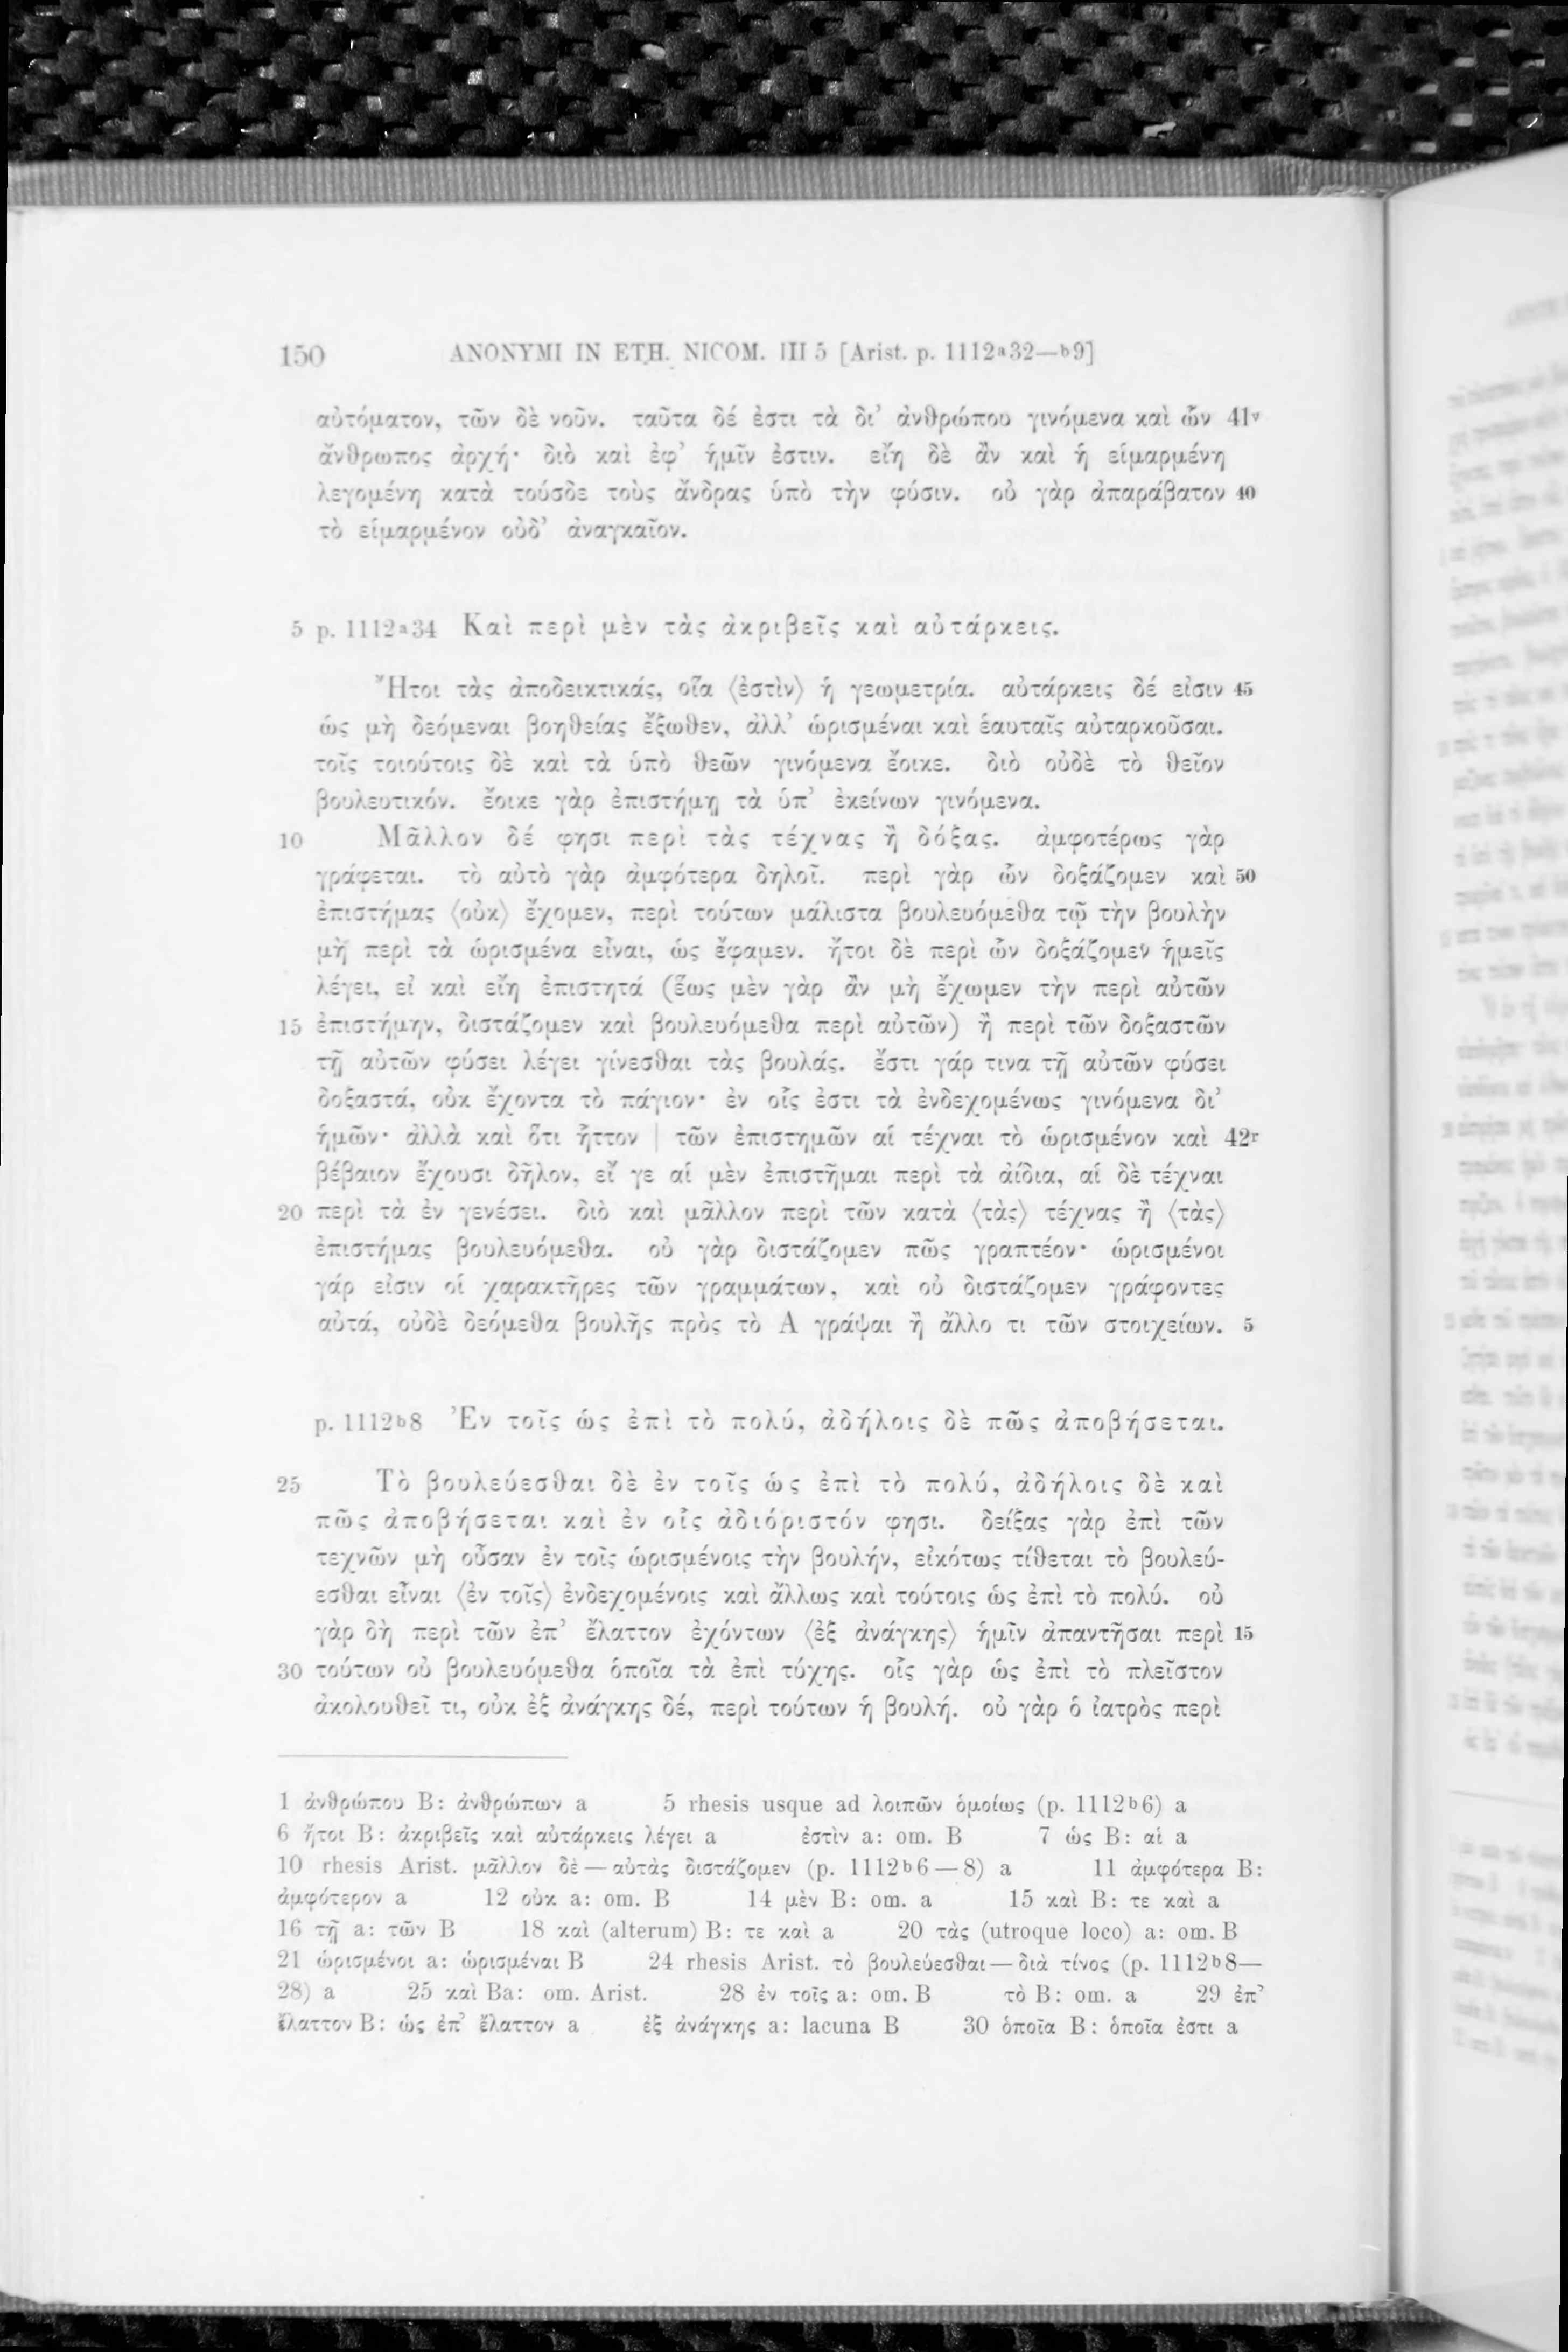 150 ANONYMI IN ETH. NICOM. III 5 [Arist. p. 1112a32—b9]
αὐτόματον, τῶν δὲ νοῦν. ταῦτα δέ ἐστι τὰ δι’ ἀνθρώπου γινόμενα καὶ ὧν 41v
ἄνθρωπος ἀρχή· διὸ καὶ ἐφ’ ἡμῖν ἐστιν. εἴη δὲ ἂν καὶ ἡ εἱμαρμένη
λεγομένη κατὰ τούσδε τοὺς ἄνδρας ὑπὸ τὴν φύσιν. οὐ γὰρ ἀπαράβατον 40
τὸ εἱμαρμένον οὐδ’ ἀναγκαῖον.
5 p. 1112a34 Καὶ περὶ μὲν τὰς ἀκριβεῖς καὶ αὐτάρκεις.
Ἤτοι τὰς ἀποδεικτικάς, οἵα ⟨ἐστὶν⟩ ἡ γεωμετρία. αὐτάρκεις δέ εἰσιν 45
ὡς μὴ δεόμεναι βοηθείας ἔξωθεν, ἀλλ’ ὡρισμέναι καὶ ἑαυταῖς αὐταρκοῦσαι.
τοῖς τοιούτοις δὲ καὶ τὰ ὑπὸ θεῶν γινόμενα ἔοικε. διὸ οὐδὲ τὸ θεῖον
βουλευτικόν. ἔοικε γὰρ ἐπιστήμῃ τὰ ὑπ’ ἐκείνων γινόμενα.
10 Μᾶλλον δέ φησι περὶ τὰς τέχνας ἢ δόξας. ἀμφοτέρως γὰρ
γράφεται. τὸ αὐτὸ γὰρ ἀμφότερα δηλοῖ. περὶ γὰρ ὧν δοξάζομεν καὶ 50
ἐπιστήμας ⟨οὐκ⟩ ἔχομεν, περὶ τούτων μάλιστα βουλευόμεθα τῷ τὴν βουλὴν
μὴ περὶ τὰ ὡρισμένα εἶναι, ὡς ἔφαμεν. ἤτοι δὲ περὶ ὧν δοξάζομεν ἡμεῖς
λέγει, εἰ καὶ εἴη ἐπιστητά (ἕως μὲν γὰρ ἂν μὴ ἔχωμεν τὴν περὶ αὐτῶν
15 ἐπιστήμην, διστάζομεν καὶ βουλευόμεθα περὶ αὐτῶν) ἢ περὶ τῶν δοξαστῶν
τῇ αὐτῶν φύσει λέγει γίνεσθαι τὰς βουλάς. ἔστι γάρ τινα τῇ αὐτῶν φύσει
δοξαστά, οὐκ ἔχοντα τὸ πάγιον· ἐν οἷς ἐστι τὰ ἐνδεχομένως γινόμενα δι’
ἡμῶν· ἀλλὰ καὶ ὅτι ἧττον | τῶν ἐπιστημῶν αἱ τέχναι τὸ ὡρισμένον καὶ 42r
βέβαιον ἔχουσι δῆλον, εἴ γε αἱ μὲν ἐπιστῆμαι περὶ τὰ ἀίδια, αἱ δὲ τέχναι
20 περὶ τὰ ἐν γενέσει. διὸ καὶ μᾶλλον περὶ τῶν κατὰ ⟨τὰς⟩ τέχνας ἢ ⟨τὰς⟩
ἐπιστήμας βουλευόμεθα. οὐ γὰρ διστάζομεν πῶς γραπτέον· ὡρισμένοι
γάρ εἰσιν οἱ χαρακτῆρες τῶν γραμμάτων, καὶ οὐ διστάζομεν γράφοντες
αὐτά, οὐδὲ δεόμεθα βουλῆς πρὸς τὸ Α γράψαι ἢ ἄλλο τι τῶν στοιχείων. 5
p. 1112b8 Ἐν τοῖς ὡς ἐπὶ τὸ πολύ, ἀδήλοις δὲ πῶς ἀποβήσεται.
25 Τὸ βουλεύεσθαι δὲ ἐν τοῖς ὡς ἐπὶ τὸ πολύ, ἀδήλοις δὲ καὶ
πῶς ἀποβήσεται καὶ ἐν οἷς ἀδιόριστόν φησι. δείξας γὰρ ἐπὶ τῶν
τεχνῶν μὴ οὖσαν ἐν τοῖς ὡρισμένοις τὴν βουλήν, εἰκότως τίθεται τὸ βουλεύ-
εσθαι εἶναι ⟨ἐν τοῖς⟩ ἐνδεχομένοις καὶ ἄλλως καὶ τούτοις ὡς ἐπὶ τὸ πολύ. οὐ
γὰρ δὴ περὶ τῶν ἐπ’ ἔλαττον ἐχόντων ⟨ἐξ ἀνάγκης⟩ ἡμῖν ἀπαντῆσαι περὶ 15
30 τούτων οὐ βουλευόμεθα ὁποῖα τὰ ἐπὶ τύχης. οἷς γὰρ ὡς ἐπὶ τὸ πλεῖστον
ἀκολουθεῖ τι, οὐκ ἐξ ἀνάγκης δέ, περὶ τούτων ἡ βουλή. οὐ γὰρ ὁ ἰατρὸς περὶ
1 ἀνθρώπου B: ἀνθρώπων a 5 rhesis usque ad λοιπῶν ὁμοίως (p. 1112b6) a
6 ἤτοι B: ἀκριβεῖς καὶ αὐτάρκεις λέγει a ἐστὶν a: om. B 7 ὡς B: αἱ a
10 rhesis Arist. μᾶλλον δὲ — αὐτὰς διστάζομεν (p. 1112b6 — 8) a 11 ἀμφότερα B:
ἀμφότερον a 12 οὐκ a: om. B 14 μὲν B: om. a 15 καὶ B: τε καὶ a
16 τῇ a: τῶν B 18 καὶ (alterum) B: τε καὶ a 20 τὰς (utroque loco) a: om. B
21 ὡρισμένοι a: ὡρισμέναι B 24 rhesis Arist. τὸ βουλεύεσθαι — διὰ τίνος (p. 1112b8—
28) a 25 καὶ Ba: om. Arist. 28 ἐν τοῖς a: om. B τὸ B: om. a 29 ἐπ’
ἔλαττον B: ὡς ἐπ’ ἔλαττον a ἐξ ἀνάγκης a: lacuna B 30 ὁποῖα B: ὁποῖα ἐστι a